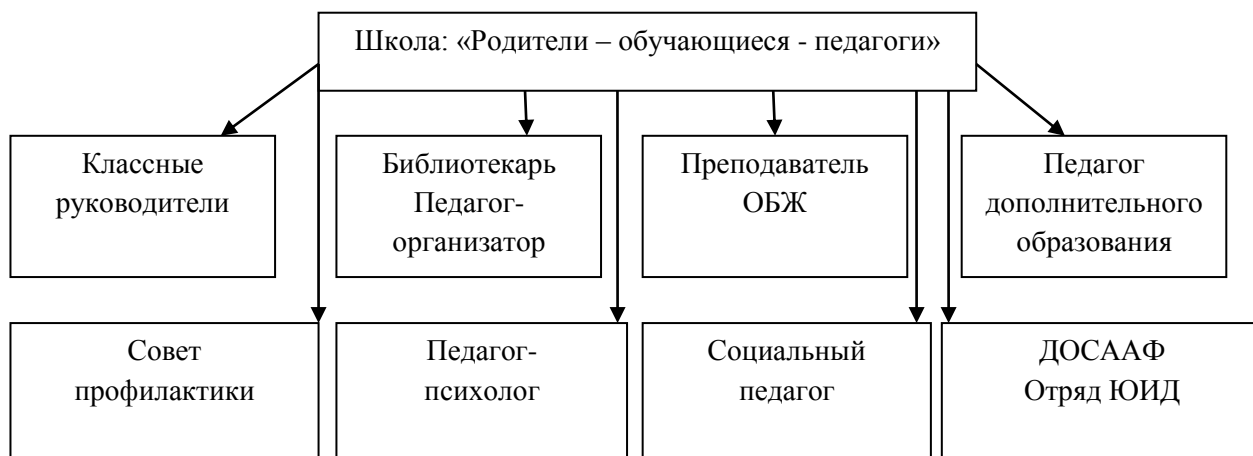 Школа: «Родители – обучающиеся - педагоги»
Классные
руководители
Библиотекарь
Педагог-
организатор
Преподаватель
ОБЖ
Педагог
дополнительного
образования
Совет
профилактики
Педагог-
психолог
Социальный
педагог
ДОСААФ
Отряд ЮИД